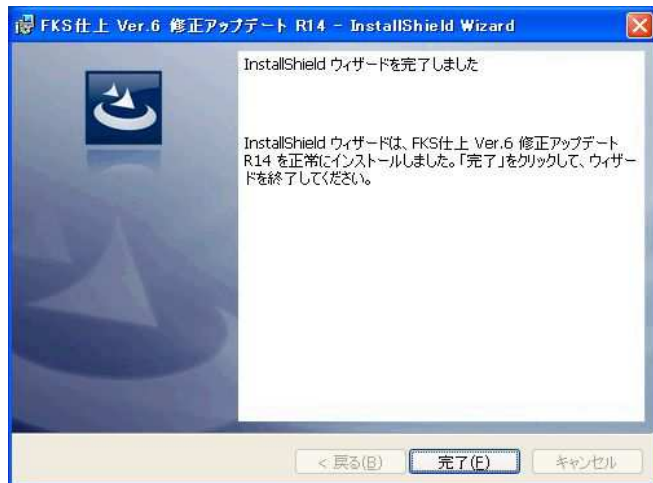 FKS仕上 Ver.6 修正アップデート R14 - InstallShield Wizard
InstallShield ウィザードを完了しました
InstallShield ウィザードは、FKS仕上 Ver.6 修正アップデート
R14 を正常にインストールしました。「完了」をクリックして、ウィザー
ドを終了してください。
< 戻る(B)
完了(F)
キャンセル